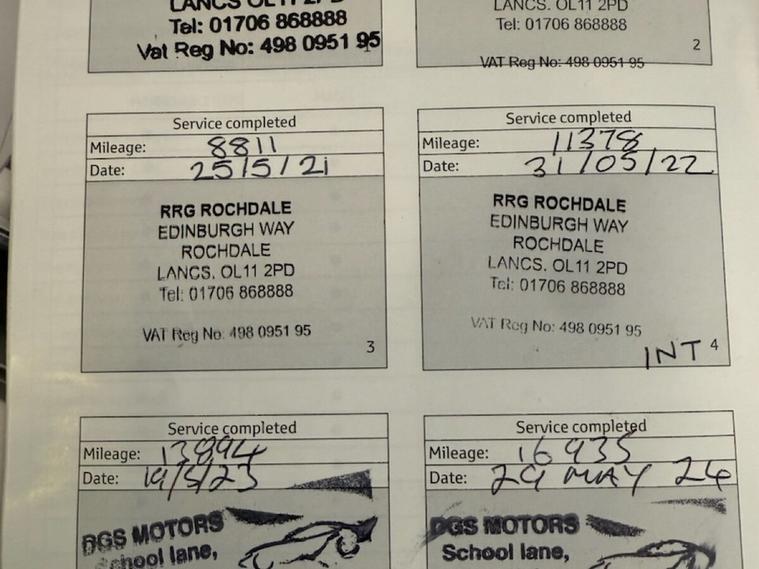 LANCS OL11 2PD
Tel: 01706 868888
Vat Reg No: 498 0951 95
LANCS. OL11 2PD
Tel: 01706 868888
VAT Reg No: 498 0951 95
2
Service completed
Mileage: 8811
Date: 25/5/21
RRG ROCHDALE
EDINBURGH WAY
ROCHDALE
LANCS. OL11 2PD
Tel: 01706 868888
VAT Reg No: 498 0951 95
3
Service completed
Mileage: 11378
Date: 31/05/22
RRG ROCHDALE
EDINBURGH WAY
ROCHDALE
LANCS. OL11 2PD
Tel: 01706 868888
VAT Reg No: 498 0951 95
INT 4
Service completed
Mileage: 13894
Date: 19/5/23
DGS MOTORS
School lane,
Service completed
Mileage: 16935
Date: 29 MAY 24
DGS MOTORS
School lane,